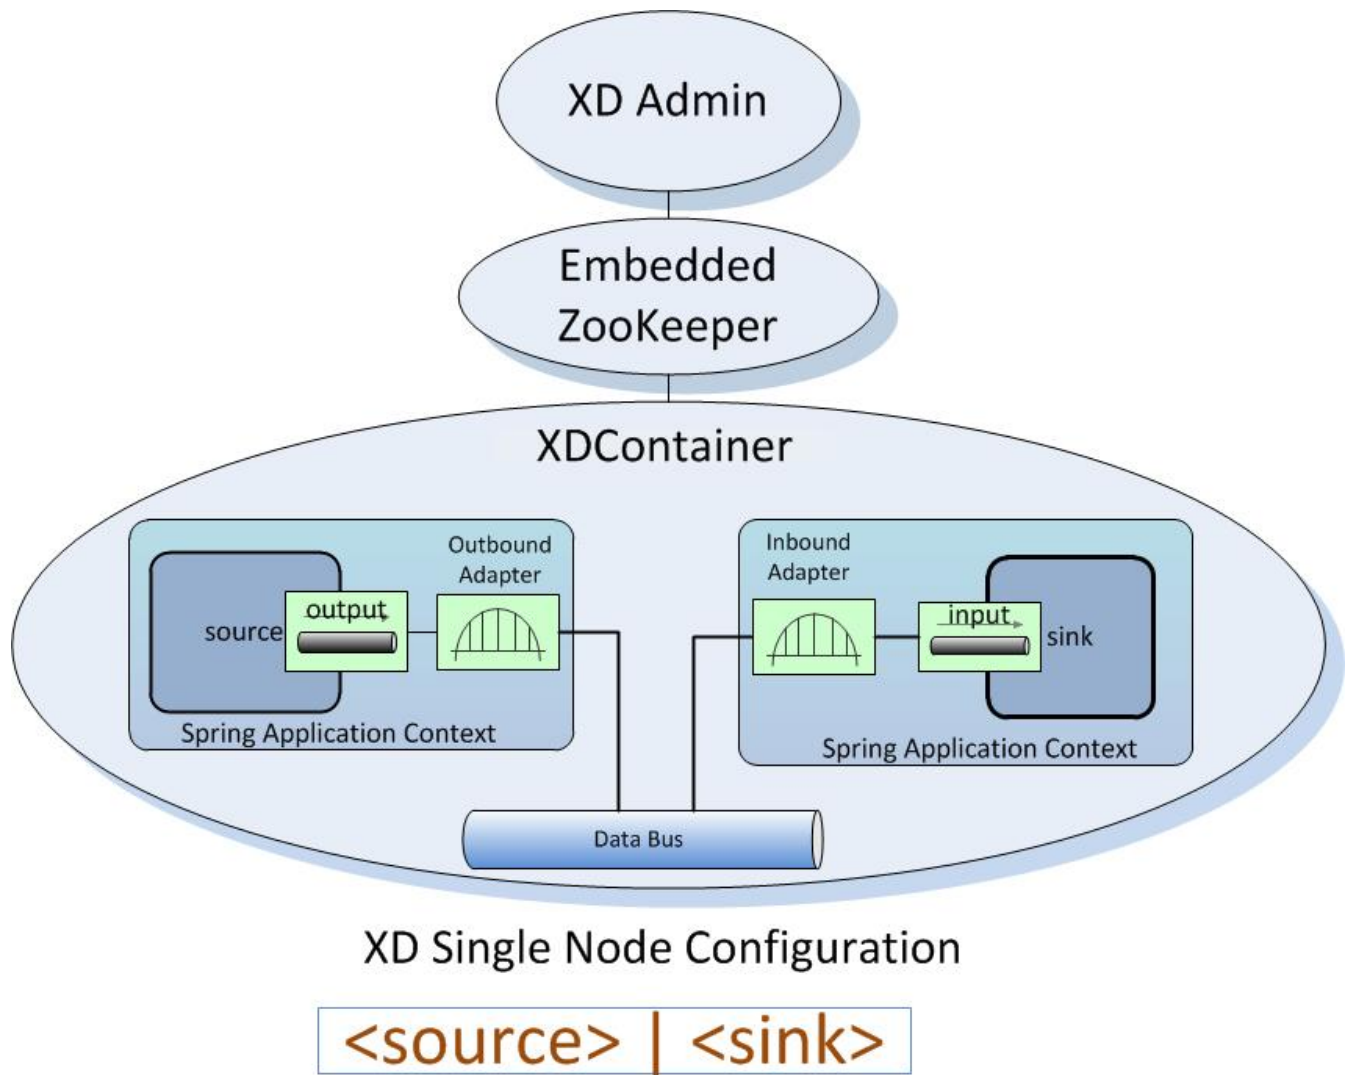 XD Admin
Embedded
ZooKeeper
XDContainer
Outbound
Adapter
output
source
Spring Application Context
Inbound
Adapter
input
sink
Spring Application Context
Data Bus
XD Single Node Configuration
<source> | <sink>